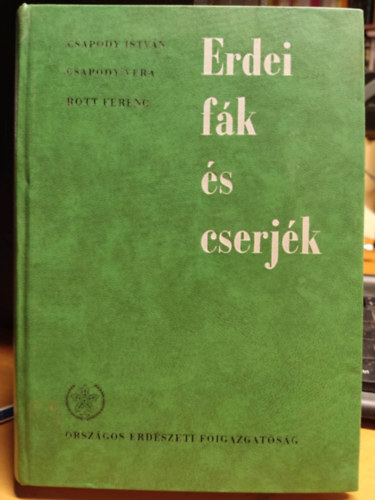 CSAPODY ISTVÁN
CSAPODY VERA
ROTT FERENC
Erdei
fák
és
cserjék
ORSZÁGOS ERDÉSZETI FŐIGAZGATÓSÁG